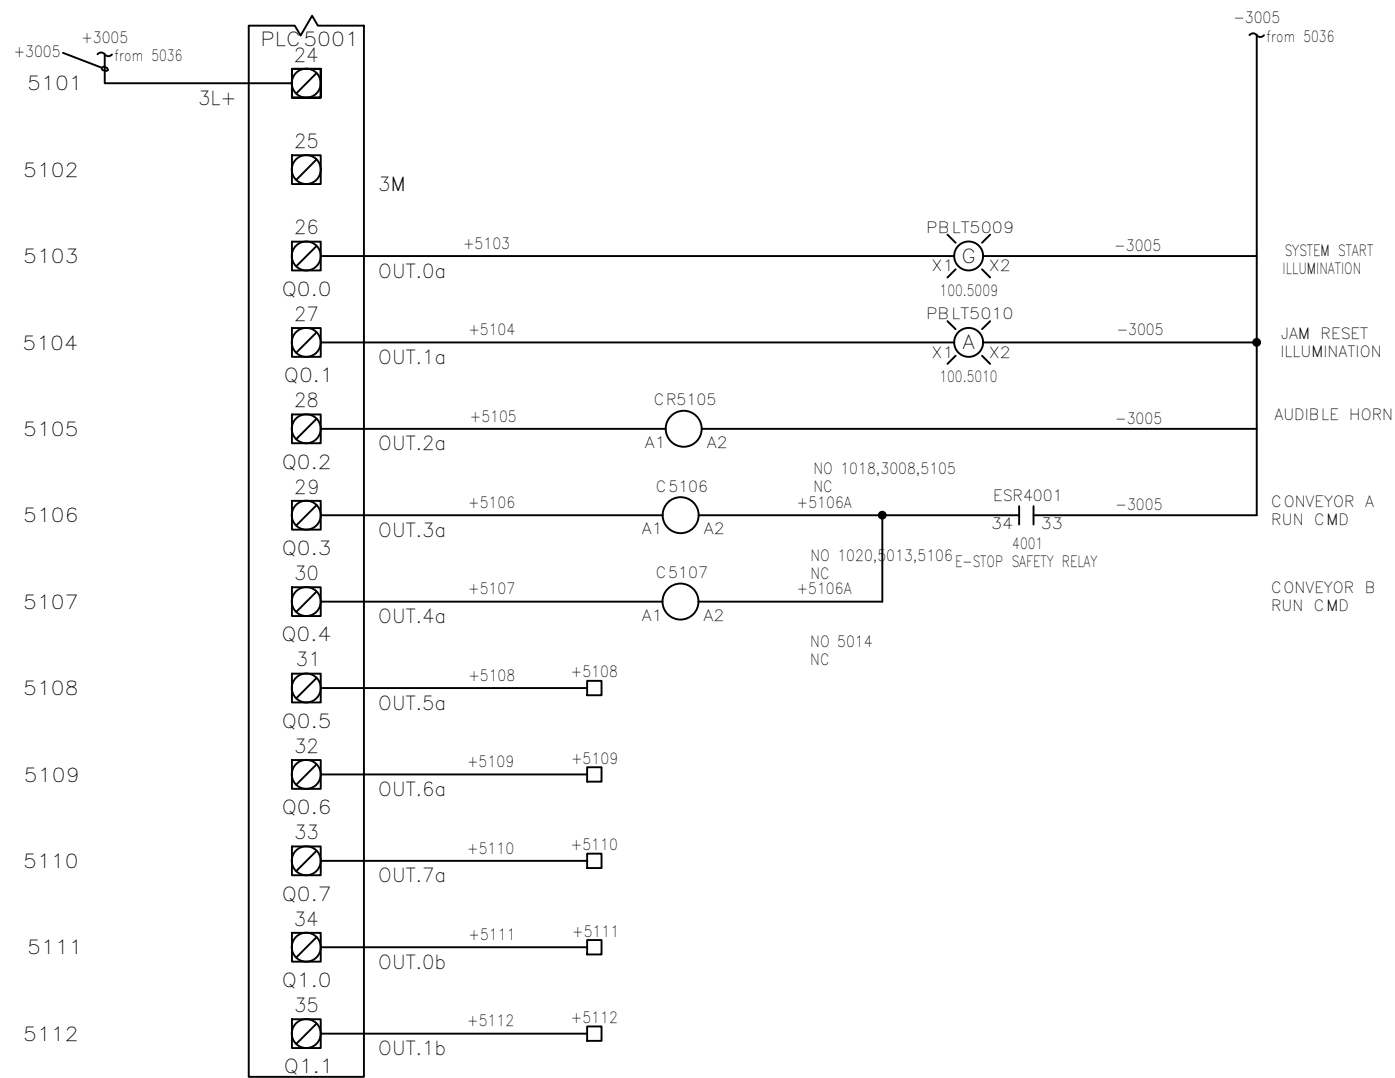 -3005
from 5036
+3005
+3005
from 5036
PLC5001
24
5101
3L+
25
5102
3M
26
+5103
PBLT5009
-3005
5103
G
SYSTEM START
ILLUMINATION
OUT.0a
X1
X2
Q0.0
100.5009
27
+5104
PBLT5010
-3005
5104
A
JAM RESET
ILLUMINATION
OUT.1a
X1
X2
Q0.1
100.5010
28
+5105
CR5105
-3005
5105
AUDIBLE HORN
OUT.2a
A1
A2
Q0.2
NO 1018,3008,5105
NC
29
+5106
C5106
+5106A
ESR4001
-3005
5106
CONVEYOR A
RUN CMD
OUT.3a
A1
A2
34
33
Q0.3
4001
E-STOP SAFETY RELAY
NO 1020,5013,5106
NC
30
+5107
C5107
+5106A
5107
CONVEYOR B
RUN CMD
OUT.4a
A1
A2
Q0.4
NO 5014
NC
31
+5108
+5108
5108
OUT.5a
Q0.5
32
+5109
+5109
5109
OUT.6a
Q0.6
33
+5110
+5110
5110
OUT.7a
Q0.7
34
+5111
+5111
5111
OUT.0b
Q1.0
35
+5112
+5112
5112
OUT.1b
Q1.1